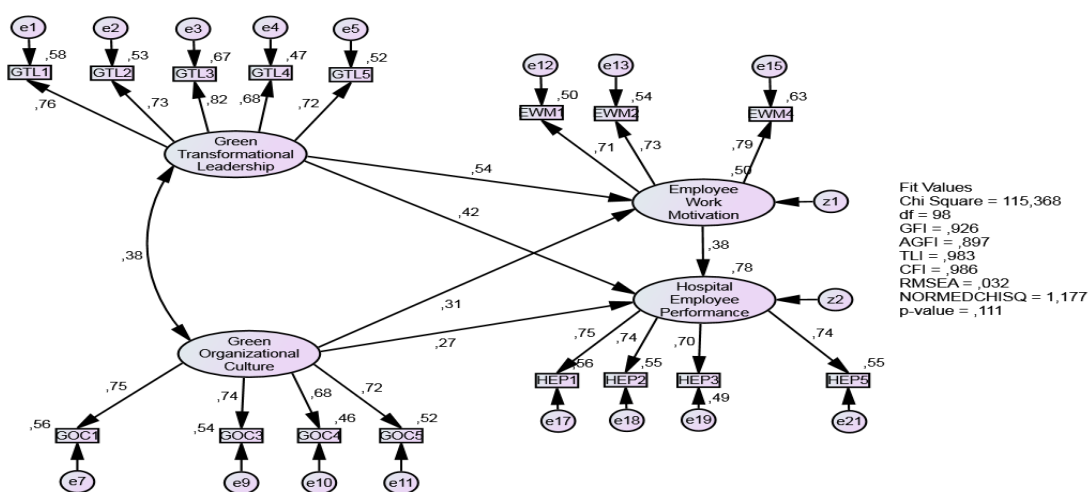 e1 e2 e3 e4 e5
,58 ,53 ,67 ,47 ,52
GTL1 GTL2 GTL3 GTL4 GTL5
,76 ,73 ,82 ,68 ,72
Green
Transformational
Leadership
e12 e13 e15
,50 ,54 ,63
EWM1 EWM2 EWM4
,71 ,73 ,79
,50
Employee
Work
Motivation
z1
,54
,42
,38
,38
,31
,27
,78
Hospital
Employee
Performance
z2
Green
Organizational
Culture
,75 ,74 ,68 ,72
,56 ,54 ,46 ,52
GOC1 GOC3 GOC4 GOC5
e7 e9 e10 e11
,75 ,74 ,70 ,74
,56 ,55 ,49 ,55
HEP1 HEP2 HEP3 HEP5
e17 e18 e19 e21
Fit Values
Chi Square = 115,368
df = 98
GFI = ,926
AGFI = ,897
TLI = ,983
CFI = ,986
RMSEA = ,032
NORMEDCHISQ = 1,177
p-value = ,111